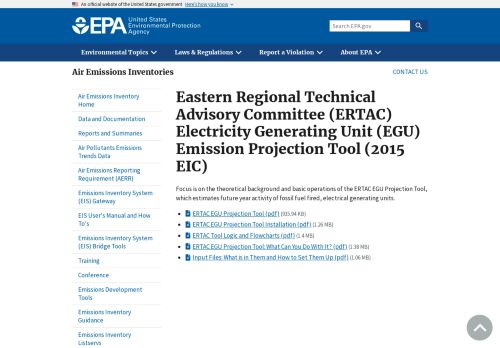 An official website of the United States government Here's how you know
EPA United States
Environmental Protection
Agency
Search EPA.gov
Environmental Topics
Laws & Regulations
Report a Violation
About EPA
Air Emissions Inventories
CONTACT US
Air Emissions Inventory
Home
Data and Documentation
Reports and Summaries
Air Pollutants Emissions
Trends Data
Air Emissions Reporting
Requirement (AERR)
Emissions Inventory System
(EIS) Gateway
EIS User's Manual and How
To's
Emissions Inventory System
(EIS) Bridge Tools
Training
Conference
Emissions Development
Tools
Emissions Inventory
Guidance
Emissions Inventory
Listservs
Eastern Regional Technical
Advisory Committee (ERTAC)
Electricity Generating Unit (EGU)
Emission Projection Tool (2015
EIC)
Focus is on the theoretical background and basic operations of the ERTAC EGU Projection Tool,
which estimates future year activity of fossil fuel fired, electrical generating units.
ERTAC EGU Projection Tool (pdf) (935.94 KB)
ERTAC EGU Projection Tool Installation (pdf) (1.26 MB)
ERTAC Tool Logic and Flowcharts (pdf) (1.4 MB)
ERTAC EGU Projection Tool: What Can You Do With It? (pdf) (1.38 MB)
Input Files: What is in Them and How to Set Them Up (pdf) (1.06 MB)